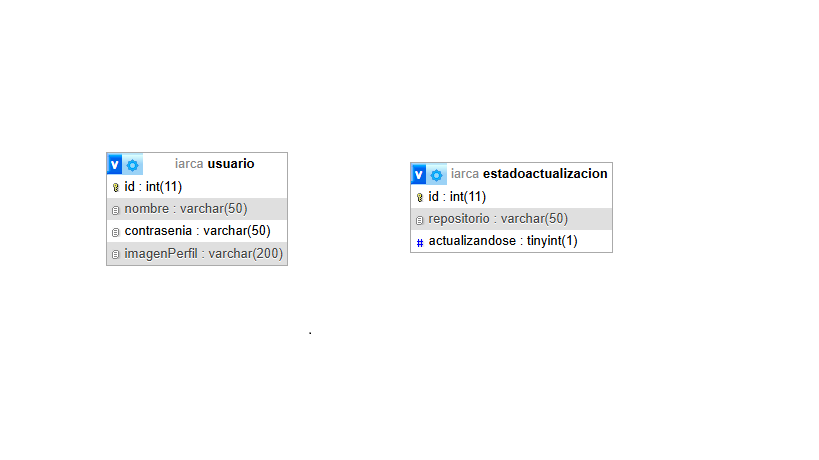 v iarca usuario
id : int(11)
nombre : varchar(50)
contrasenia : varchar(50)
imagenPerfil : varchar(200)
v iarca estadoactualizacion
id : int(11)
repositorio : varchar(50)
# actualizandose : tinyint(1)
.